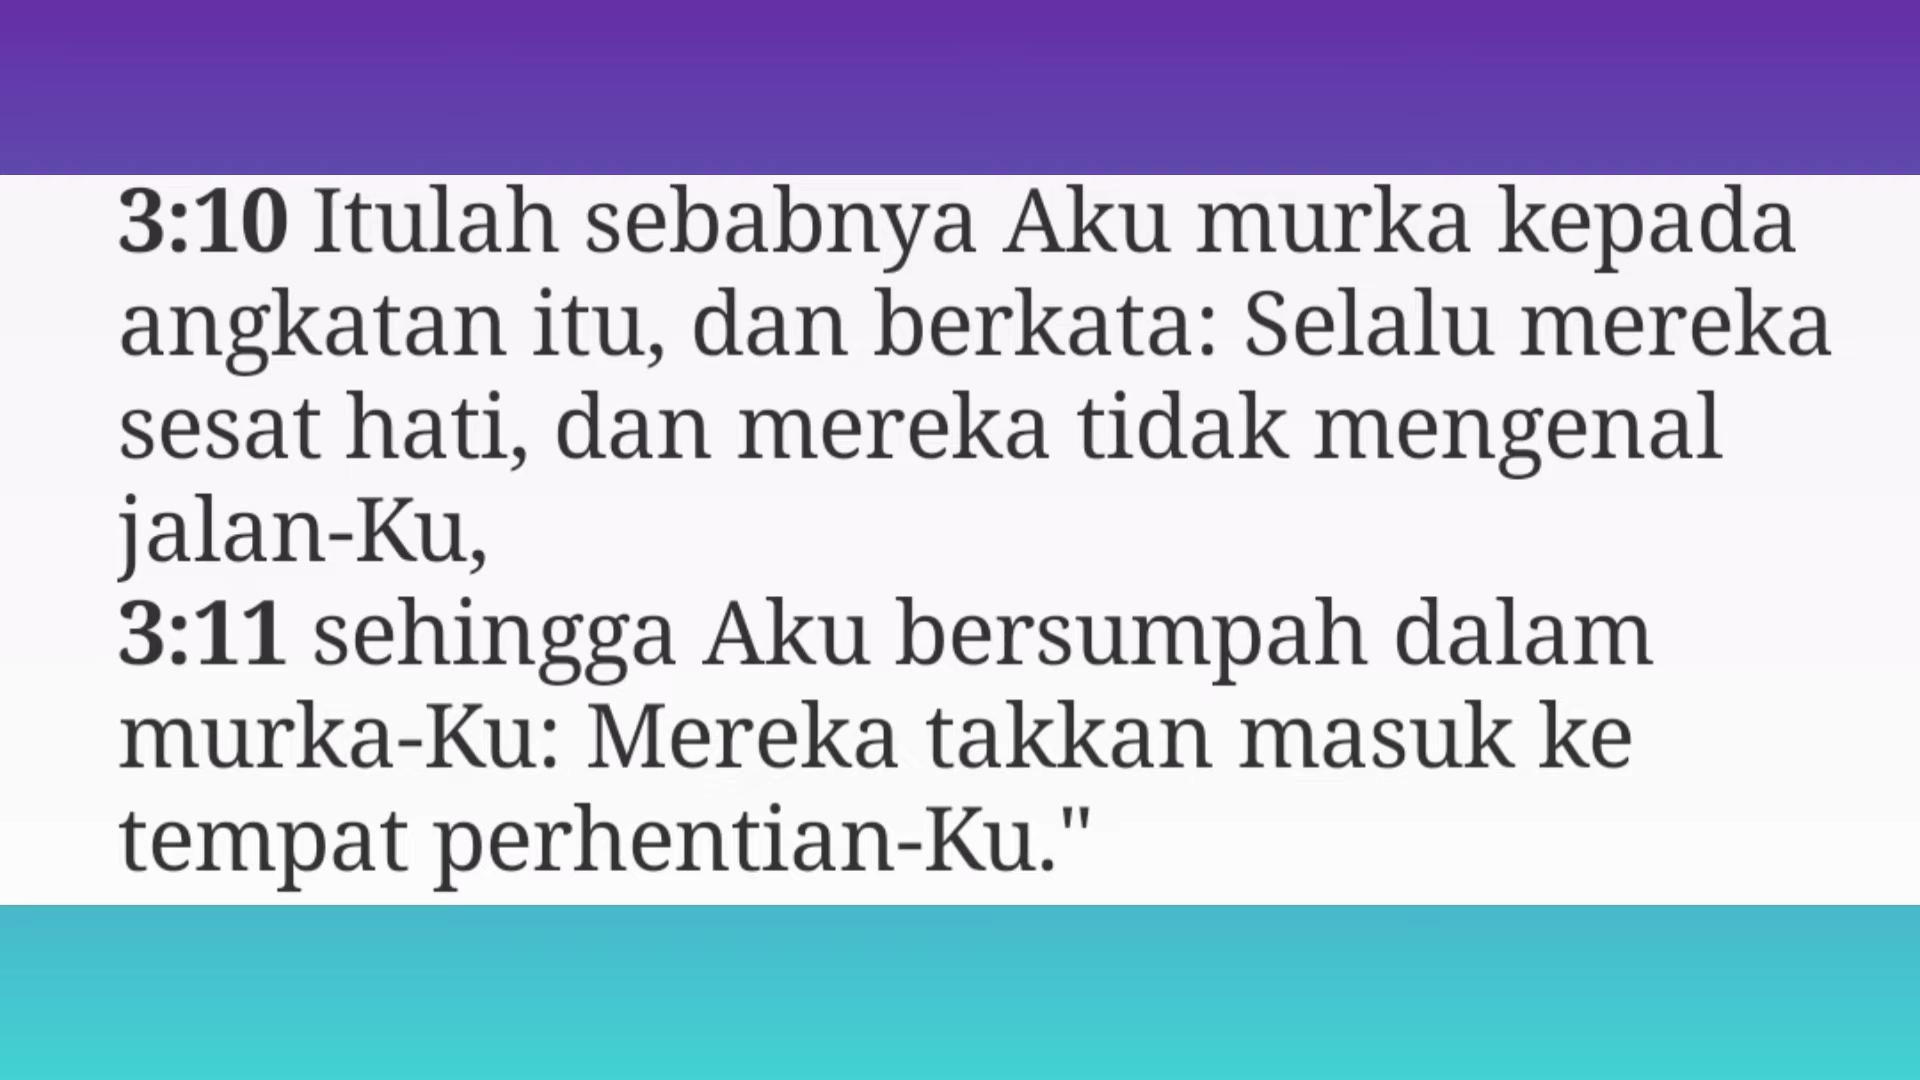 3:10 Itulah sebabnya Aku murka kepada
angkatan itu, dan berkata: Selalu mereka
sesat hati, dan mereka tidak mengenal
jalan-Ku,
3:11 sehingga Aku bersumpah dalam
murka-Ku: Mereka takkan masuk ke
tempat perhentian-Ku."